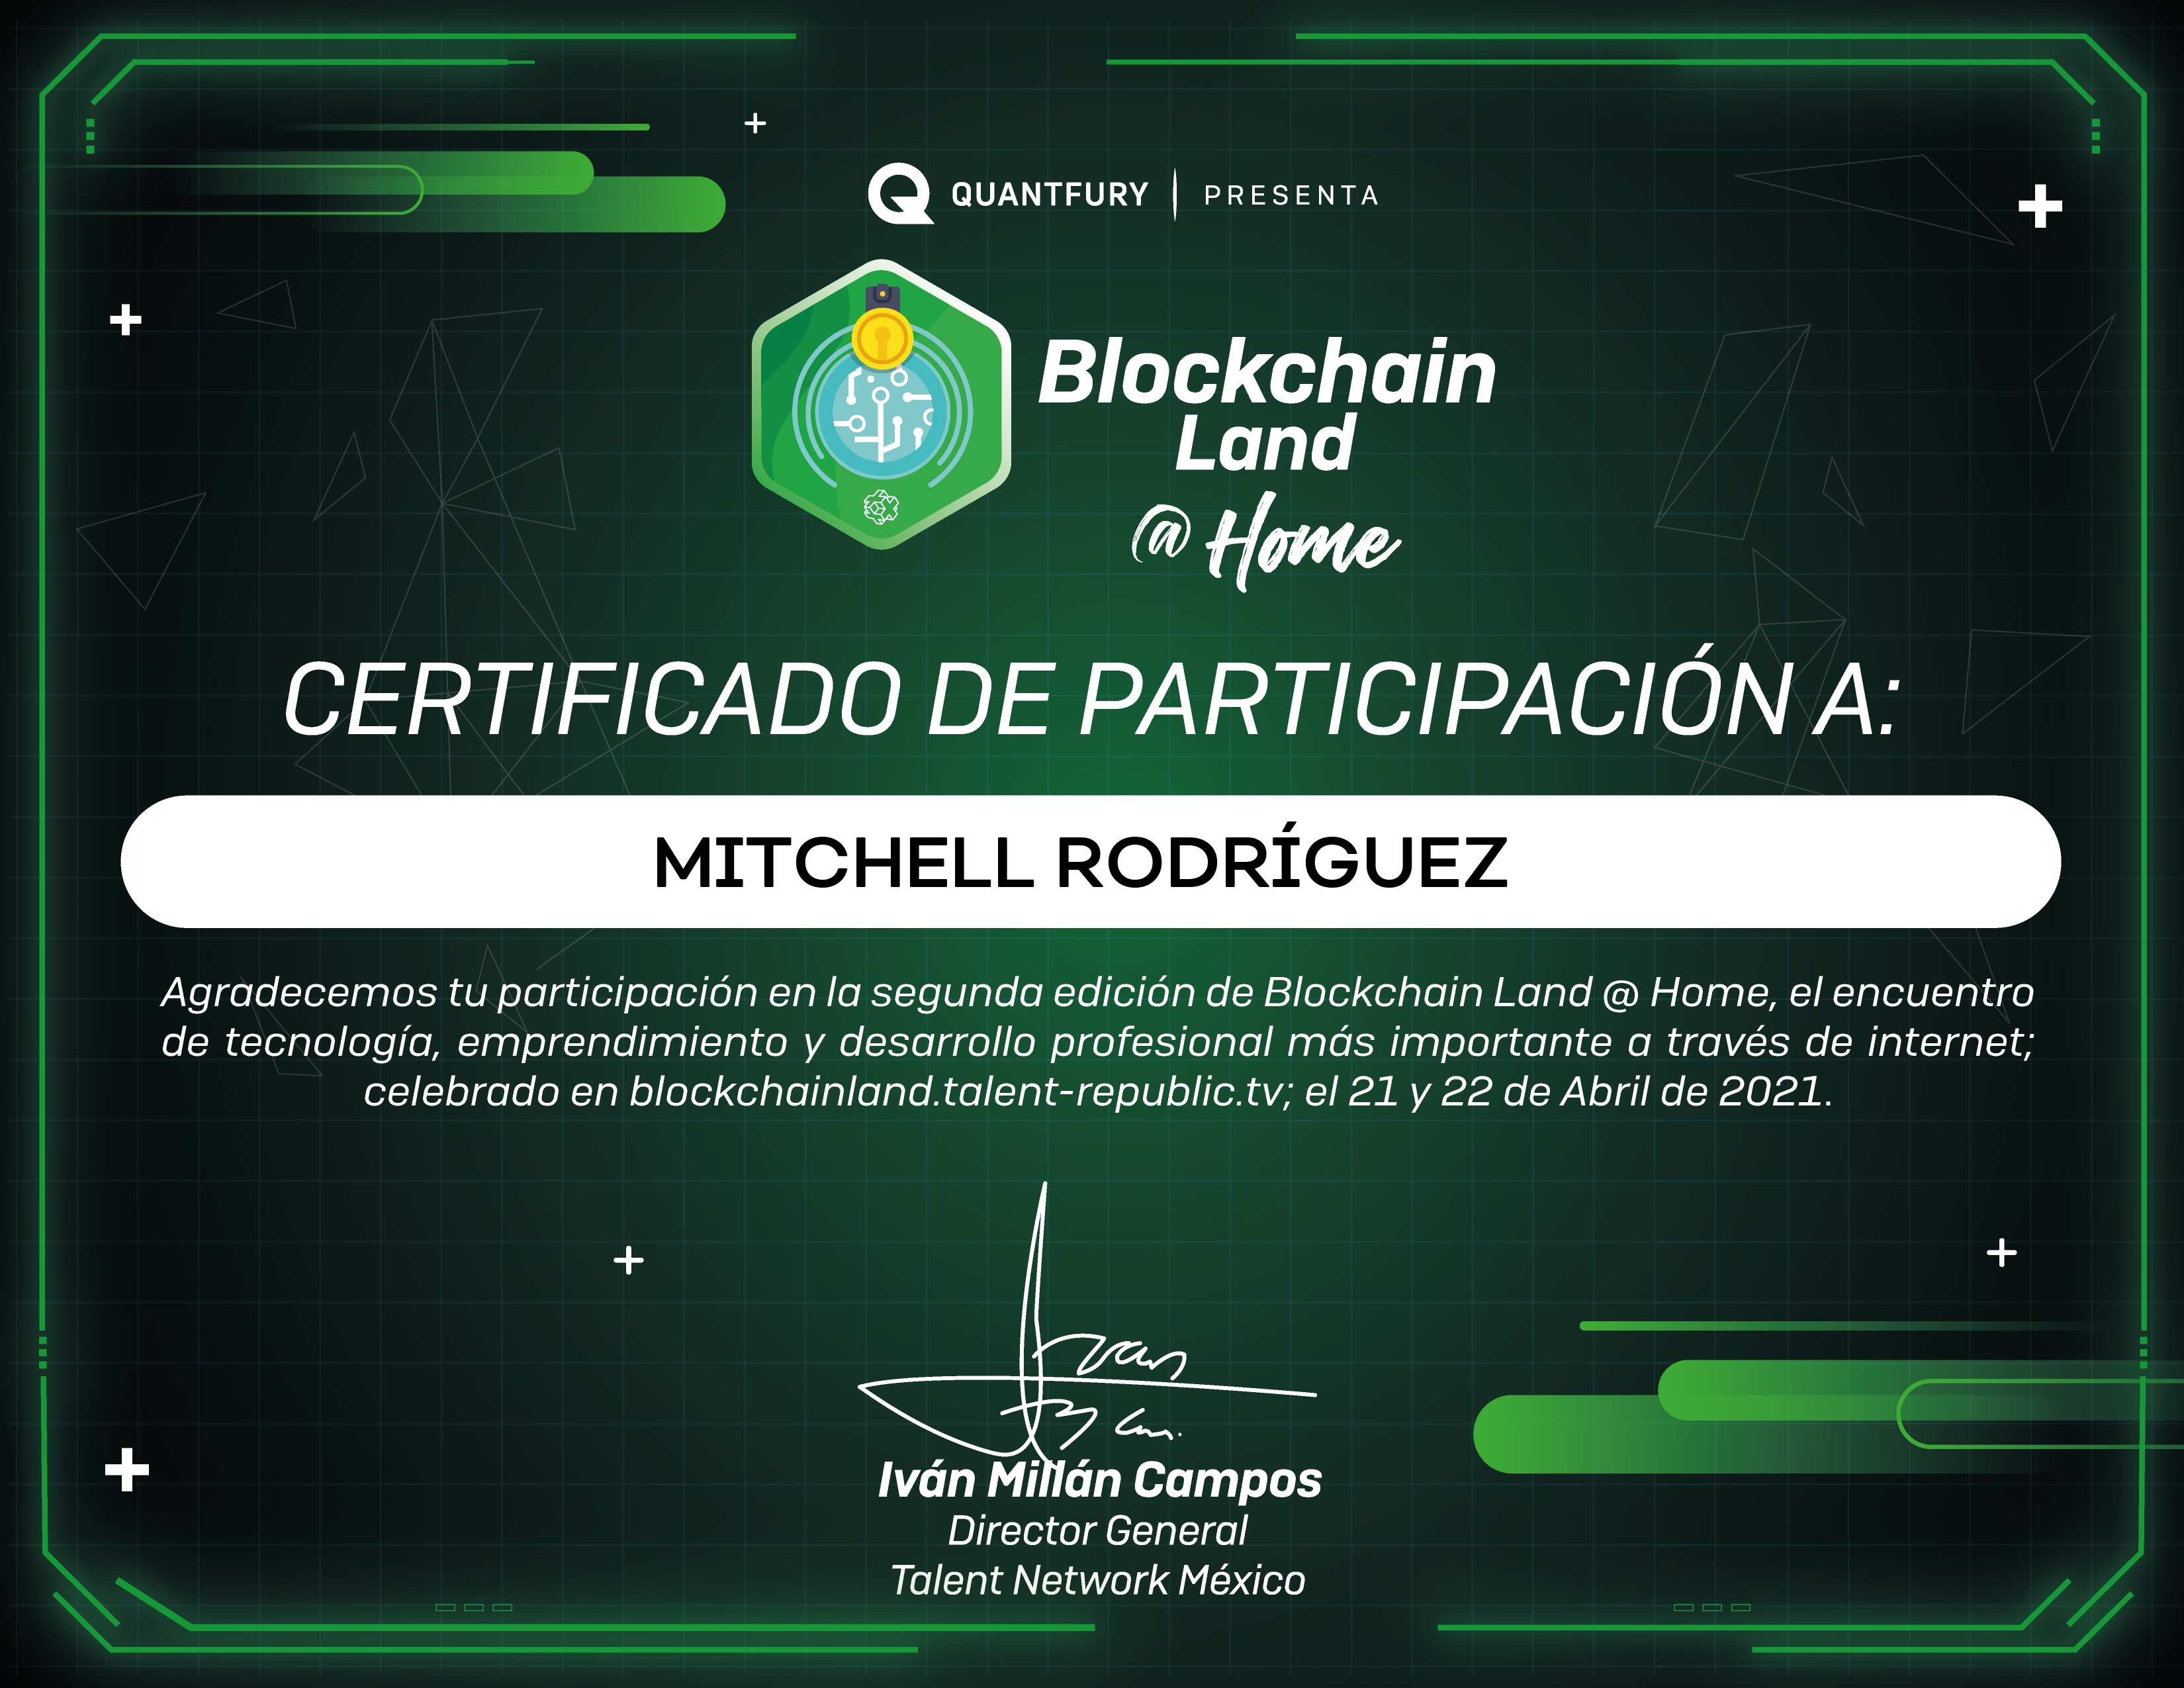 QUANTFURY | PRESENTA
Blockchain
Land
@ Home
CERTIFICADO DE PARTICIPACIÓN A:
MITCHELL RODRÍGUEZ
Agradecemos tu participación en la segunda edición de Blockchain Land @ Home, el encuentro
de tecnología, emprendimiento y desarrollo profesional más importante a través de internet;
celebrado en blockchainland.talent-republic.tv; el 21 y 22 de Abril de 2021.
Iván Millán Campos
Director General
Talent Network México